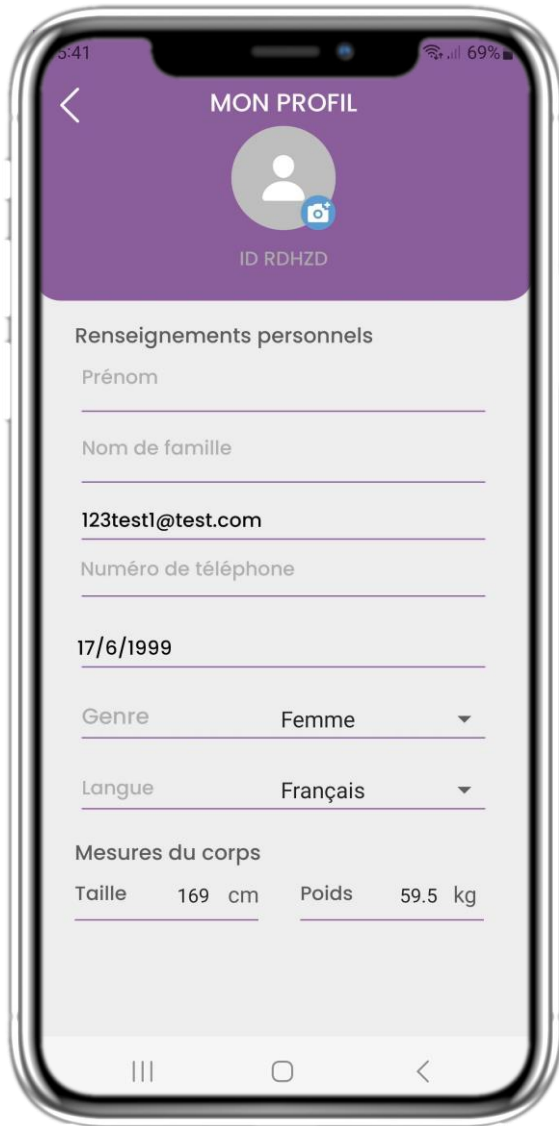 5:41 69%
MON PROFIL
ID RDHZD
Renseignements personnels
Prénom
Nom de famille
123test1@test.com
Numéro de téléphone
17/6/1999
Genre Femme
Langue Français
Mesures du corps
Taille 169 cm Poids 59.5 kg